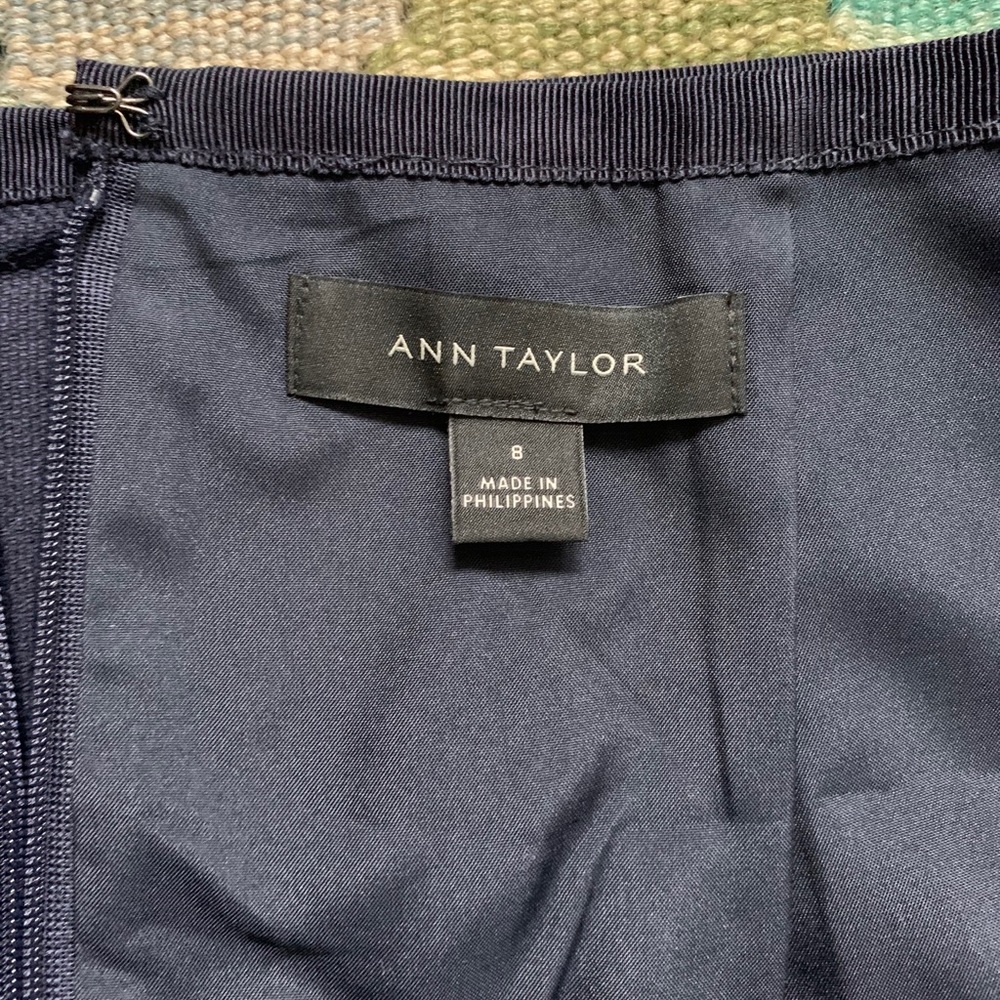 ANN TAYLOR
8
MADE IN
PHILIPPINES